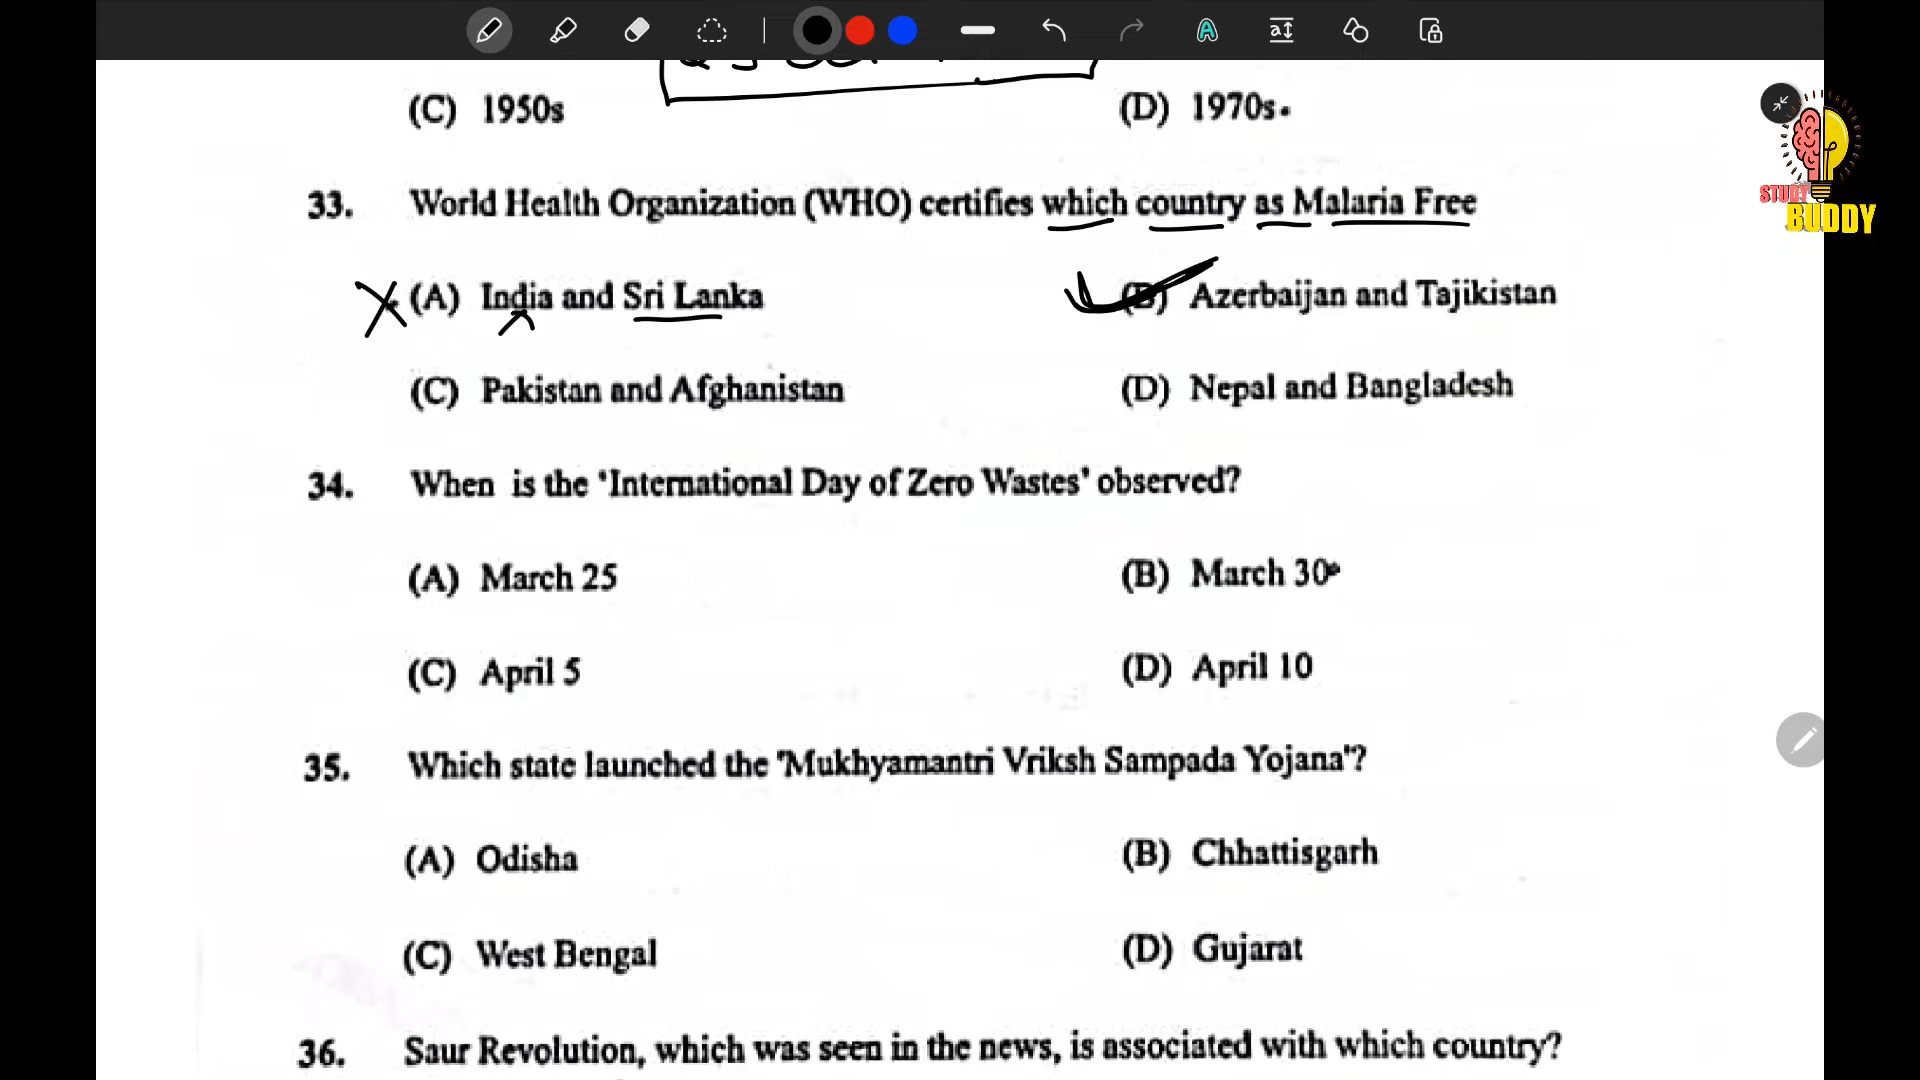 (C) 1950s (D) 1970s
33. World Health Organization (WHO) certifies which country as Malaria Free
(A) India and Sri Lanka (B) Azerbaijan and Tajikistan
(C) Pakistan and Afghanistan (D) Nepal and Bangladesh
34. When is the 'International Day of Zero Wastes' observed?
(A) March 25 (B) March 30
(C) April 5 (D) April 10
35. Which state launched the 'Mukhyamantri Vriksh Sampada Yojana'?
(A) Odisha (B) Chhattisgarh
(C) West Bengal (D) Gujarat
36. Saur Revolution, which was seen in the news, is associated with which country?
STUDY
BUDDY